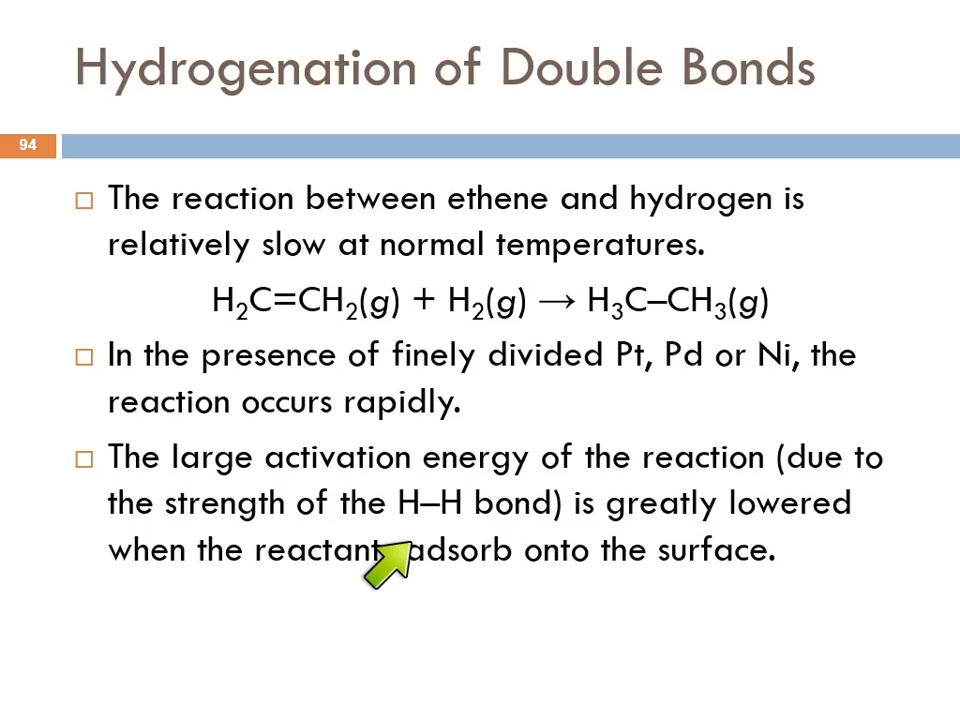 Hydrogenation of Double Bonds
94
The reaction between ethene and hydrogen is
relatively slow at normal temperatures.
H₂C=CH₂(g) + H₂(g) → H₃C–CH₃(g)
In the presence of finely divided Pt, Pd or Ni, the
reaction occurs rapidly.
The large activation energy of the reaction (due to
the strength of the H–H bond) is greatly lowered
when the adsorb onto the surface.